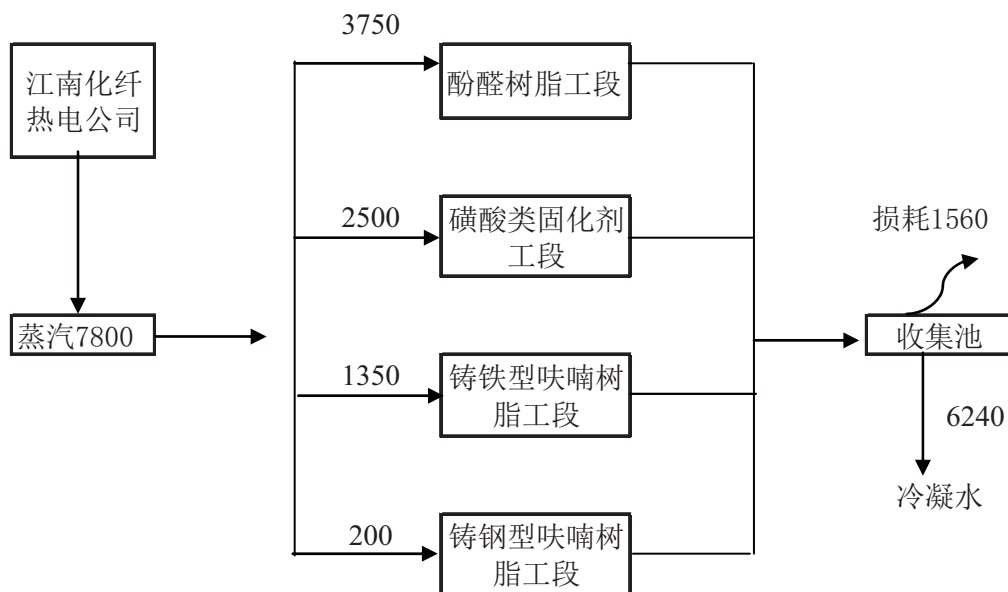 3750
江南化纤
热电公司
酚醛树脂工段
2500
磺酸类固化剂
工段
损耗1560
蒸汽7800
收集池
1350
铸铁型呋喃树
脂工段
6240
冷凝水
200
铸钢型呋喃树
脂工段